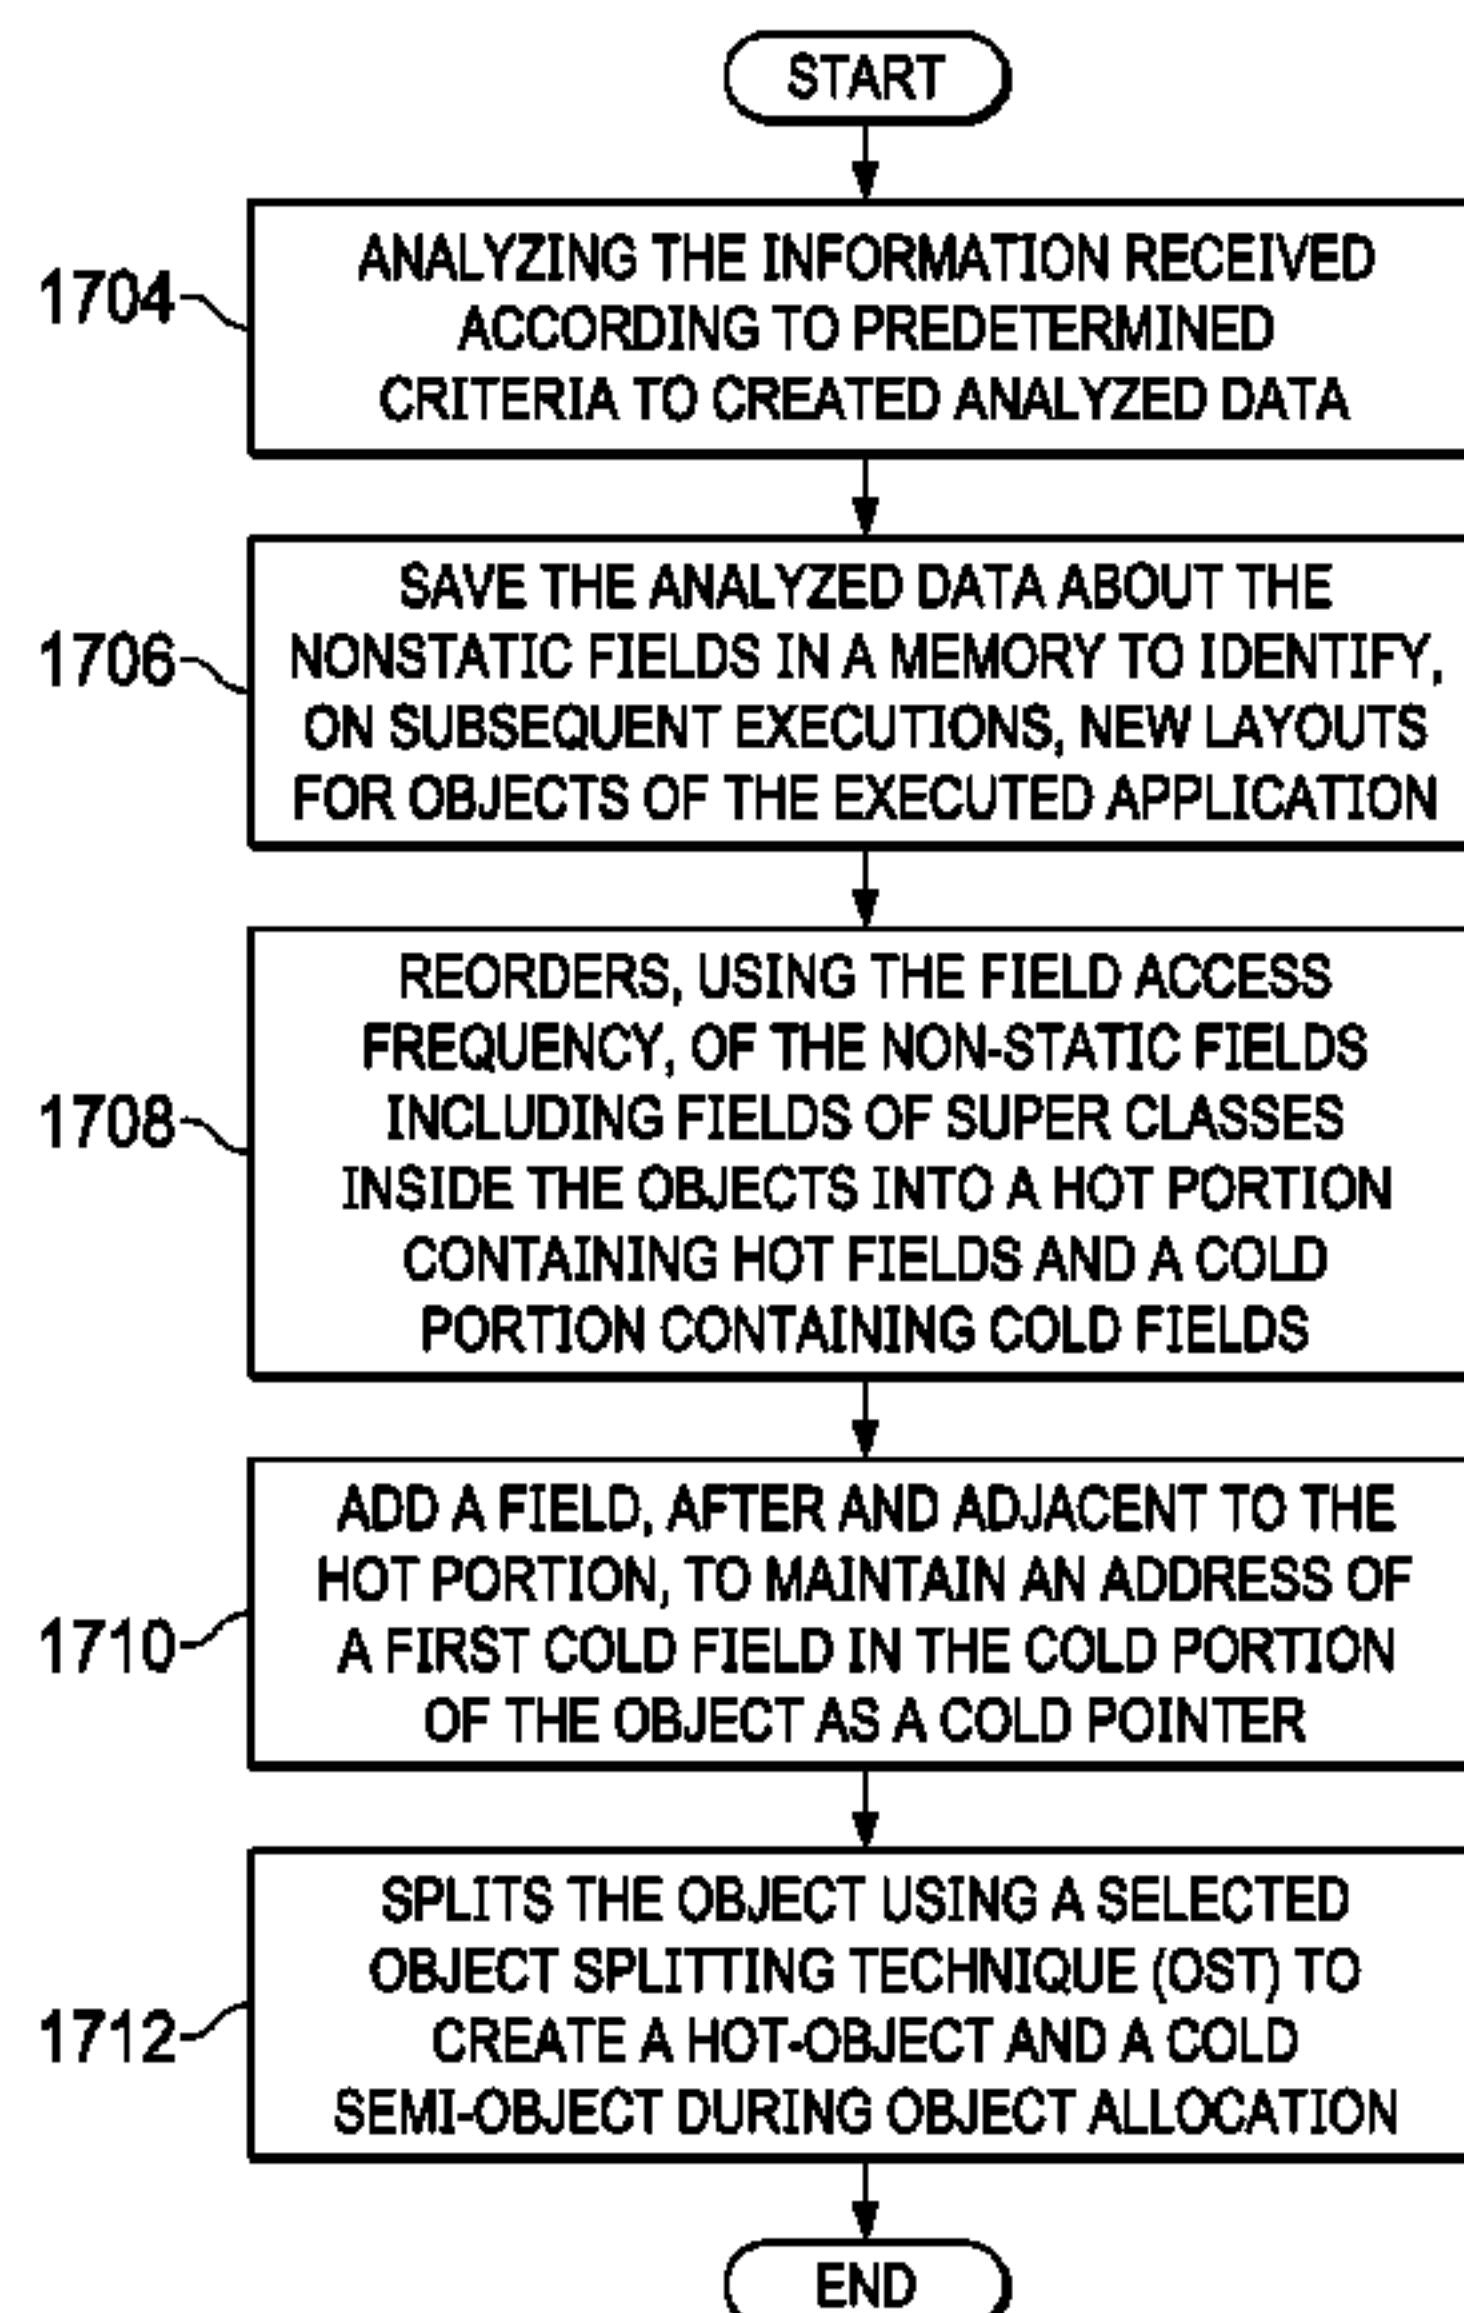 START
1704
ANALYZING THE INFORMATION RECEIVED
ACCORDING TO PREDETERMINED
CRITERIA TO CREATED ANALYZED DATA
1706
SAVE THE ANALYZED DATA ABOUT THE
NONSTATIC FIELDS IN A MEMORY TO IDENTIFY,
ON SUBSEQUENT EXECUTIONS, NEW LAYOUTS
FOR OBJECTS OF THE EXECUTED APPLICATION
1708
REORDERS, USING THE FIELD ACCESS
FREQUENCY, OF THE NON-STATIC FIELDS
INCLUDING FIELDS OF SUPER CLASSES
INSIDE THE OBJECTS INTO A HOT PORTION
CONTAINING HOT FIELDS AND A COLD
PORTION CONTAINING COLD FIELDS
1710
ADD A FIELD, AFTER AND ADJACENT TO THE
HOT PORTION, TO MAINTAIN AN ADDRESS OF
A FIRST COLD FIELD IN THE COLD PORTION
OF THE OBJECT AS A COLD POINTER
1712
SPLITS THE OBJECT USING A SELECTED
OBJECT SPLITTING TECHNIQUE (OST) TO
CREATE A HOT-OBJECT AND A COLD
SEMI-OBJECT DURING OBJECT ALLOCATION
END